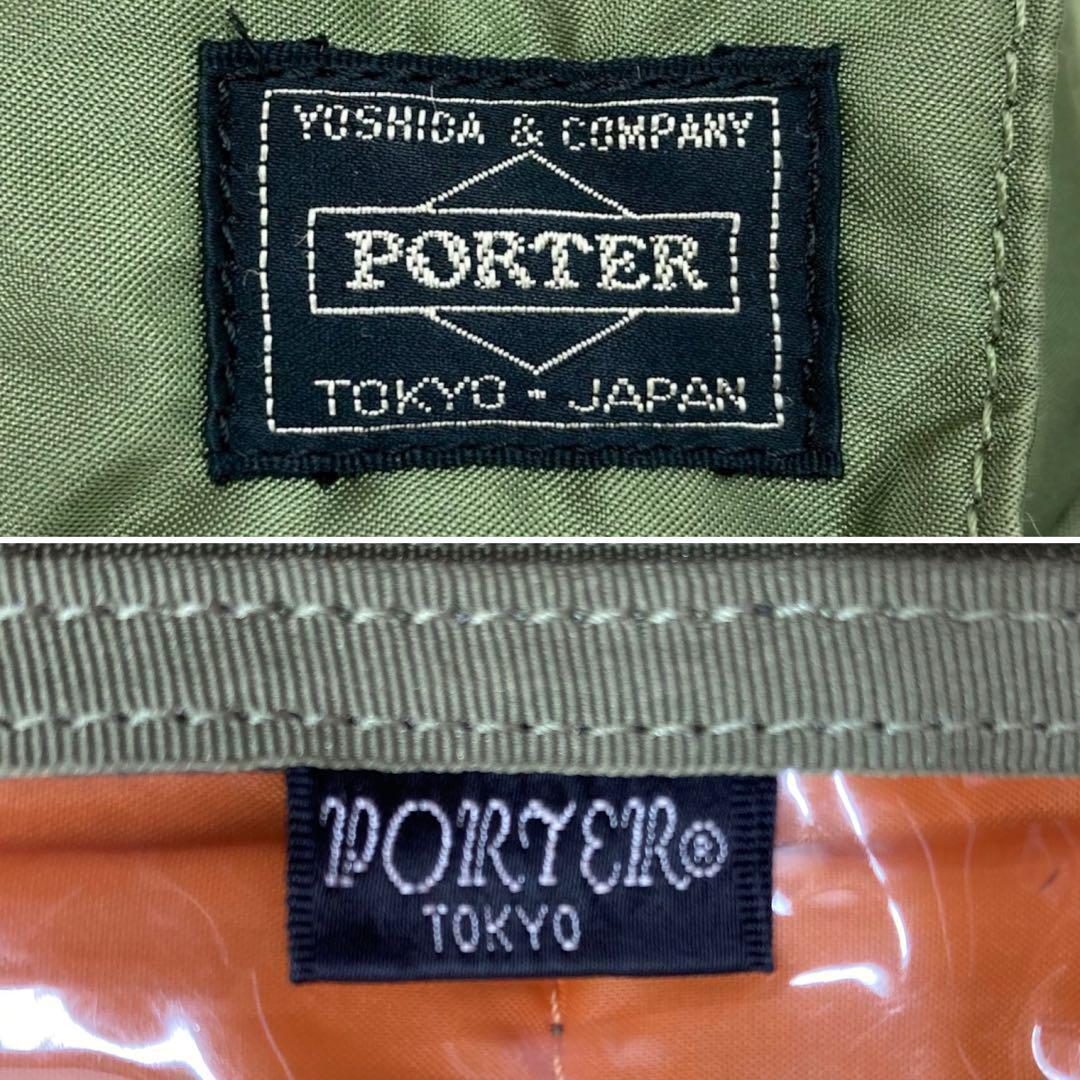 YOSHIDA & COMPANY
PORTER
TOKYO - JAPAN
PORTER®
TOKYO